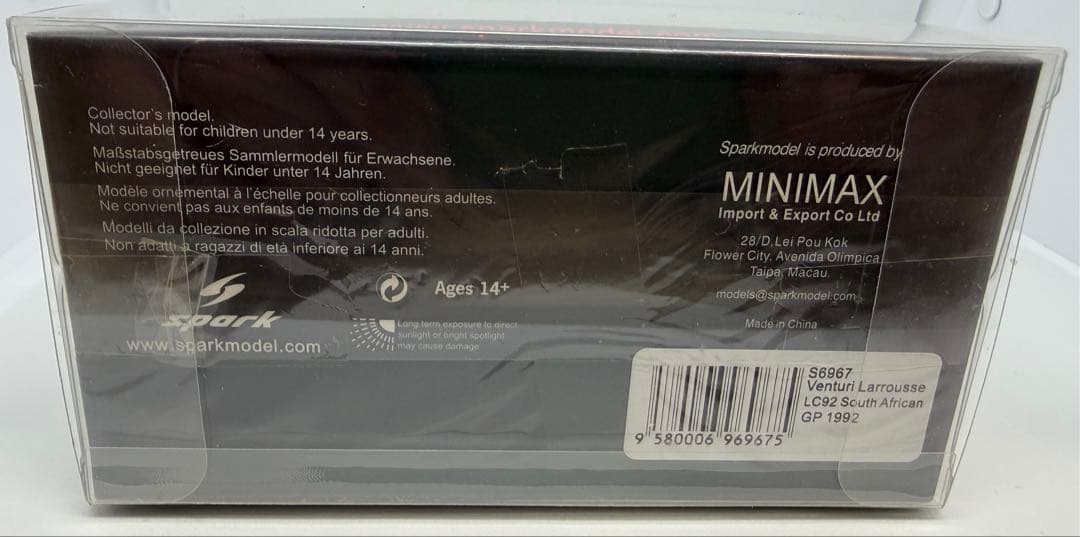 sparkmodel.com
Collector's model.
Not suitable for children under 14 years.
Maßstabsgetreues Sammlermodell für Erwachsene.
Nicht geeignet für Kinder unter 14 Jahren.
Modèle ornémental à l'échelle pour collectionneurs adultes.
Ne convient pas aux enfants de moins de 14 ans.
Modelli da collezione in scala ridotta per adulti.
Non adatti a ragazzi di età inferiore ai 14 anni.
spark
www.sparkmodel.com
Ages 14+
Long term exposure to direct
sunlight or bright spotlight
may cause damage
Sparkmodel is produced by
MINIMAX
Import & Export Co Ltd
28/D, Lei Pou Kok
Flower City, Avenida Olimpica
Taipa, Macau.
models@sparkmodel.com
Made in China
S6967
Venturi Larrousse
LC92 South African
GP 1992
9 580006 969675